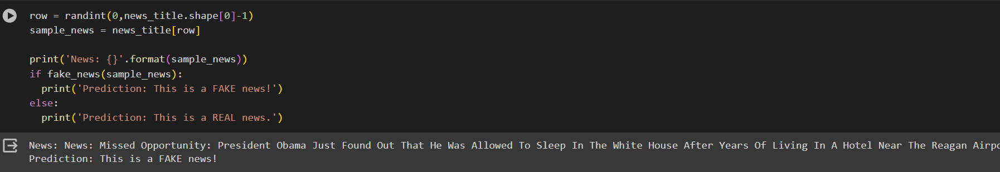 row = randint(0,news_title.shape[0]-1)
sample_news = news_title[row]
print('News: {}'.format(sample_news))
if fake_news(sample_news):
print('Prediction: This is a FAKE news!')
else:
print('Prediction: This is a REAL news.')
News: News: Missed Opportunity: President Obama Just Found Out That He Was Allowed To Sleep In The White House After Years Of Living In A Hotel Near The Reagan
Prediction: This is a FAKE news!